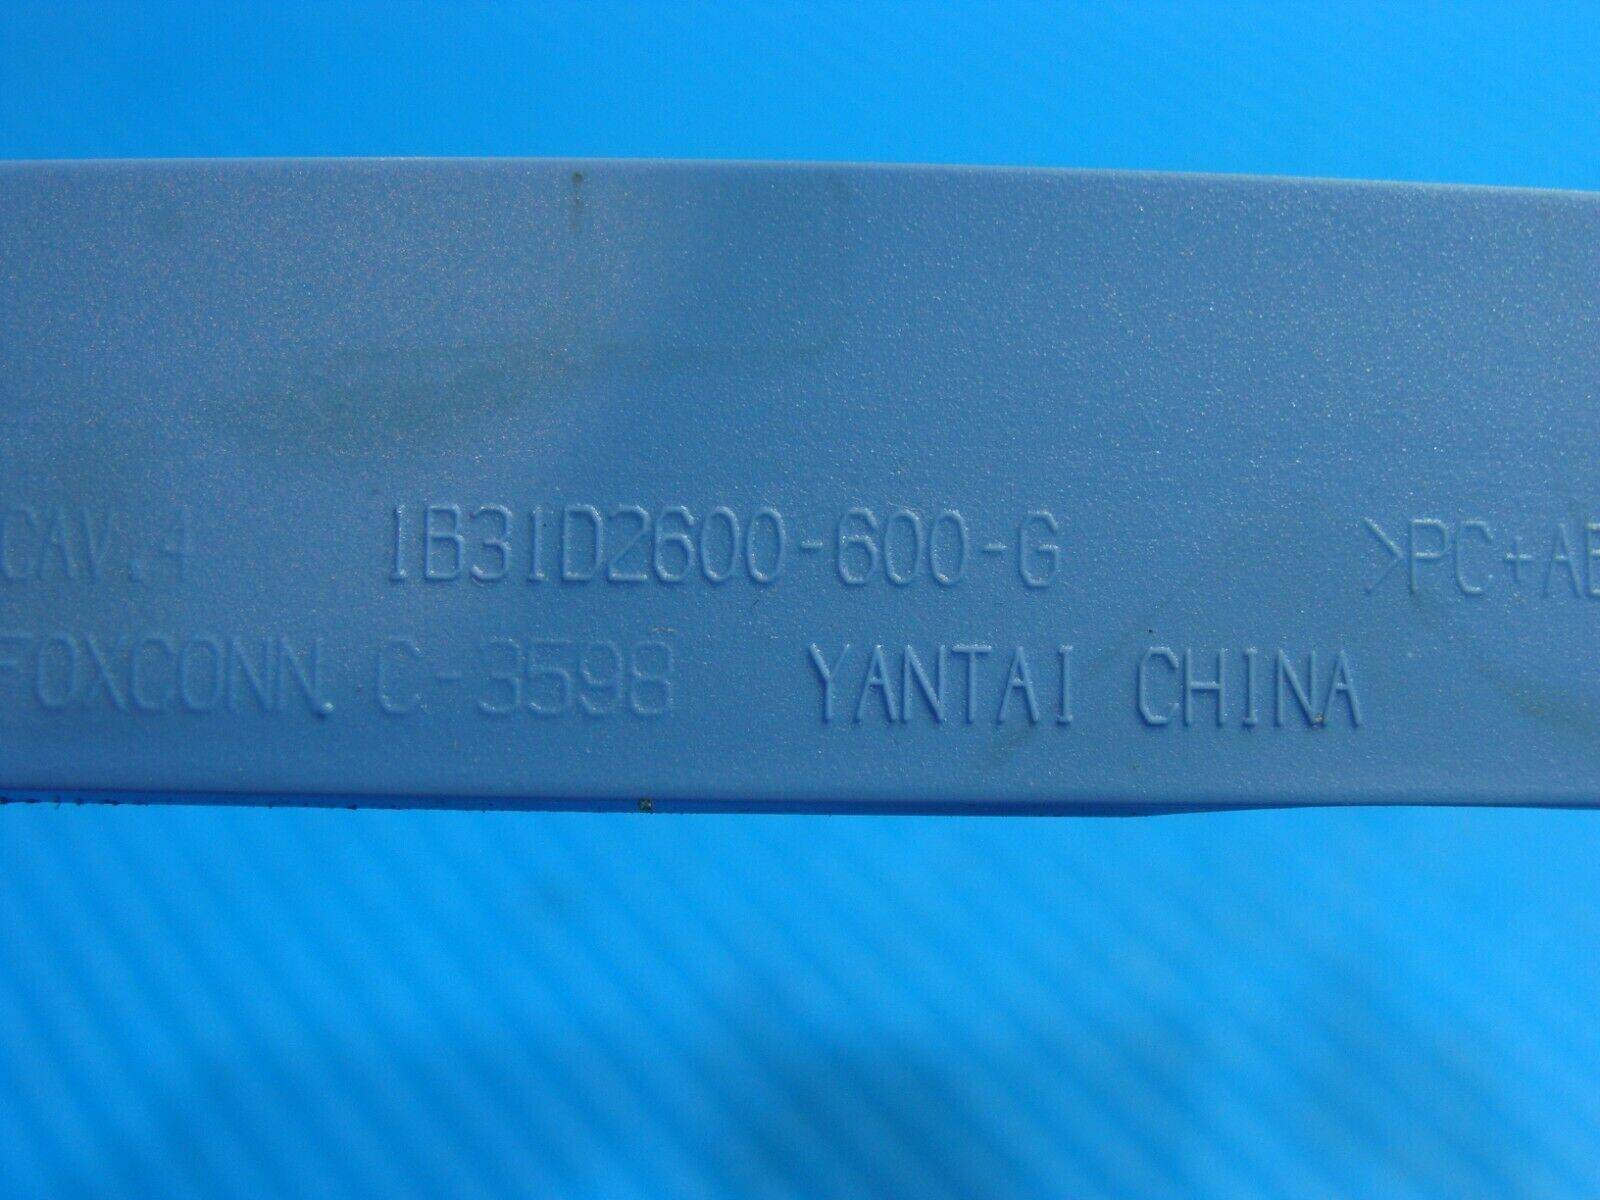 CAV.4 1B31D2600-600-G >PC+AB
FOXCONN. C-3598 YANTAI CHINA